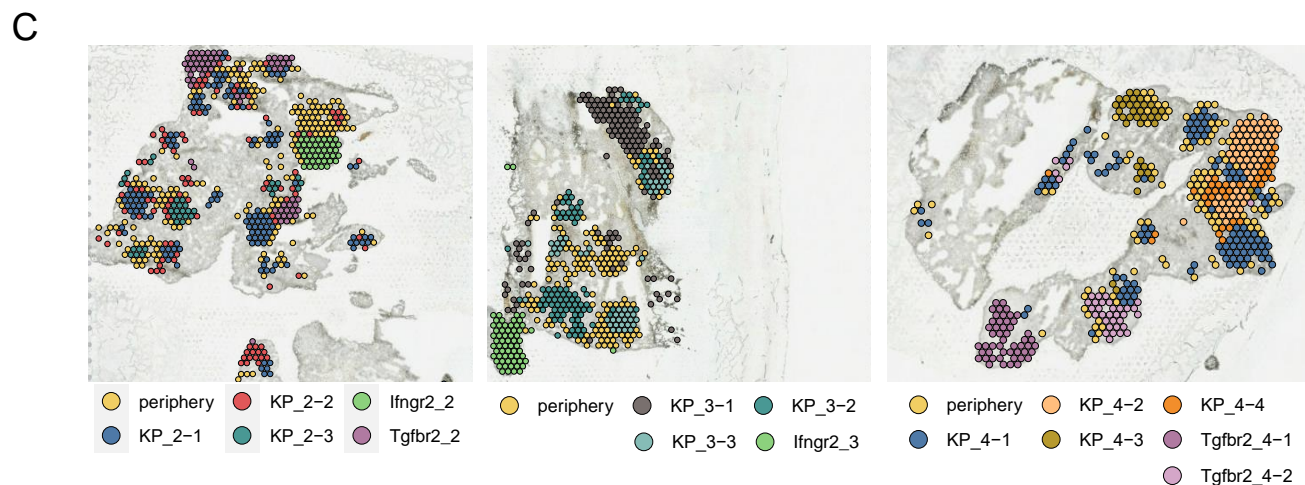 C
periphery KP_2−2 Ifngr2_2
KP_2−1 KP_2−3 Tgfbr2_2
periphery KP_3−1 KP_3−2
KP_3−3 Ifngr2_3
periphery KP_4−2 KP_4−4
KP_4−1 KP_4−3 Tgfbr2_4−1
Tgfbr2_4−2